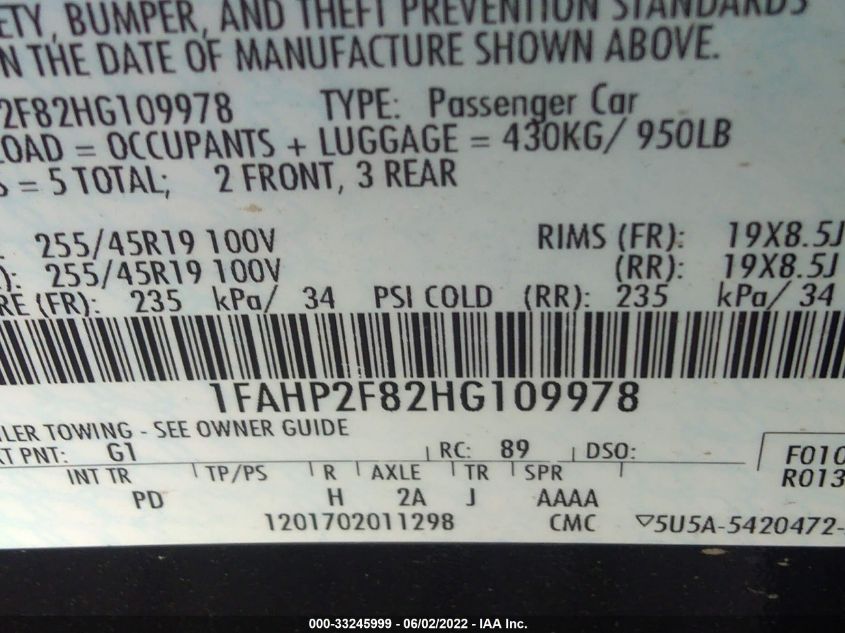 ETY, BUMPER, AND THEFT PREVENTION STANDARDS
N THE DATE OF MANUFACTURE SHOWN ABOVE.
2F82HG109978 TYPE: Passenger Car
LOAD = OCCUPANTS + LUGGAGE = 430KG/ 950LB
S = 5 TOTAL; 2 FRONT, 3 REAR
255/45R19 100V RIMS (FR): 19X8.5J
): 255/45R19 100V (RR): 19X8.5J
RE (FR): 235 kPa/ 34 PSI COLD (RR): 235 kPa/ 34
1FAHP2F82HG109978
ILER TOWING - SEE OWNER GUIDE
T PNT: G1 RC: 89 DSO: F010
INT TR TP/PS R AXLE TR SPR R013
PD H 2A J AAAA
1201702011298 CMC ▽5U5A-5420472-
000-33245999 - 06/02/2022 - IAA Inc.